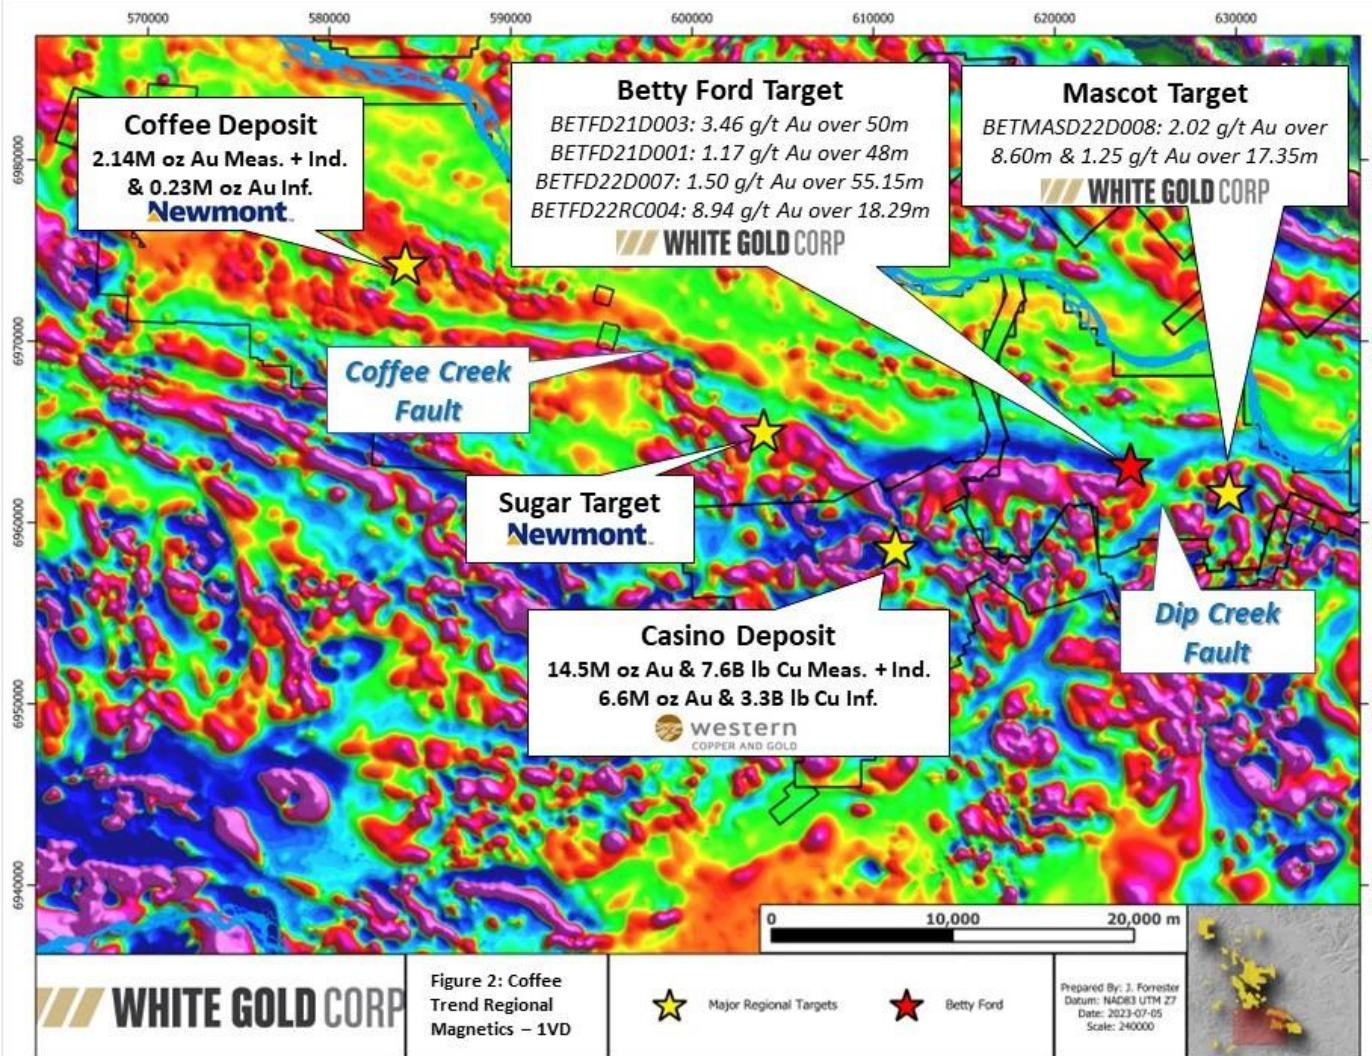 570000
580000
590000
600000
610000
620000
630000
6980000
6970000
6960000
6950000
6940000
Coffee Deposit
2.14M oz Au Meas. + Ind.
& 0.23M oz Au Inf.
Newmont™
Betty Ford Target
BETFD21D003: 3.46 g/t Au over 50m
BETFD21D001: 1.17 g/t Au over 48m
BETFD22D007: 1.50 g/t Au over 55.15m
BETFD22RC004: 8.94 g/t Au over 18.29m
WHITE GOLD CORP
Mascot Target
BETMASD22D008: 2.02 g/t Au over
8.60m & 1.25 g/t Au over 17.35m
WHITE GOLD CORP
Coffee Creek
Fault
Sugar Target
Newmont™
Casino Deposit
14.5M oz Au & 7.6B lb Cu Meas. + Ind.
6.6M oz Au & 3.3B lb Cu Inf.
western
COPPER AND GOLD
Dip Creek
Fault
0 10,000 20,000 m
WHITE GOLD CORP
Figure 2: Coffee
Trend Regional
Magnetics – 1VD
Major Regional Targets
Betty Ford
Prepared By: J. Forrester
Datum: NAD83 UTM Z7
Date: 2023-07-05
Scale: 240000